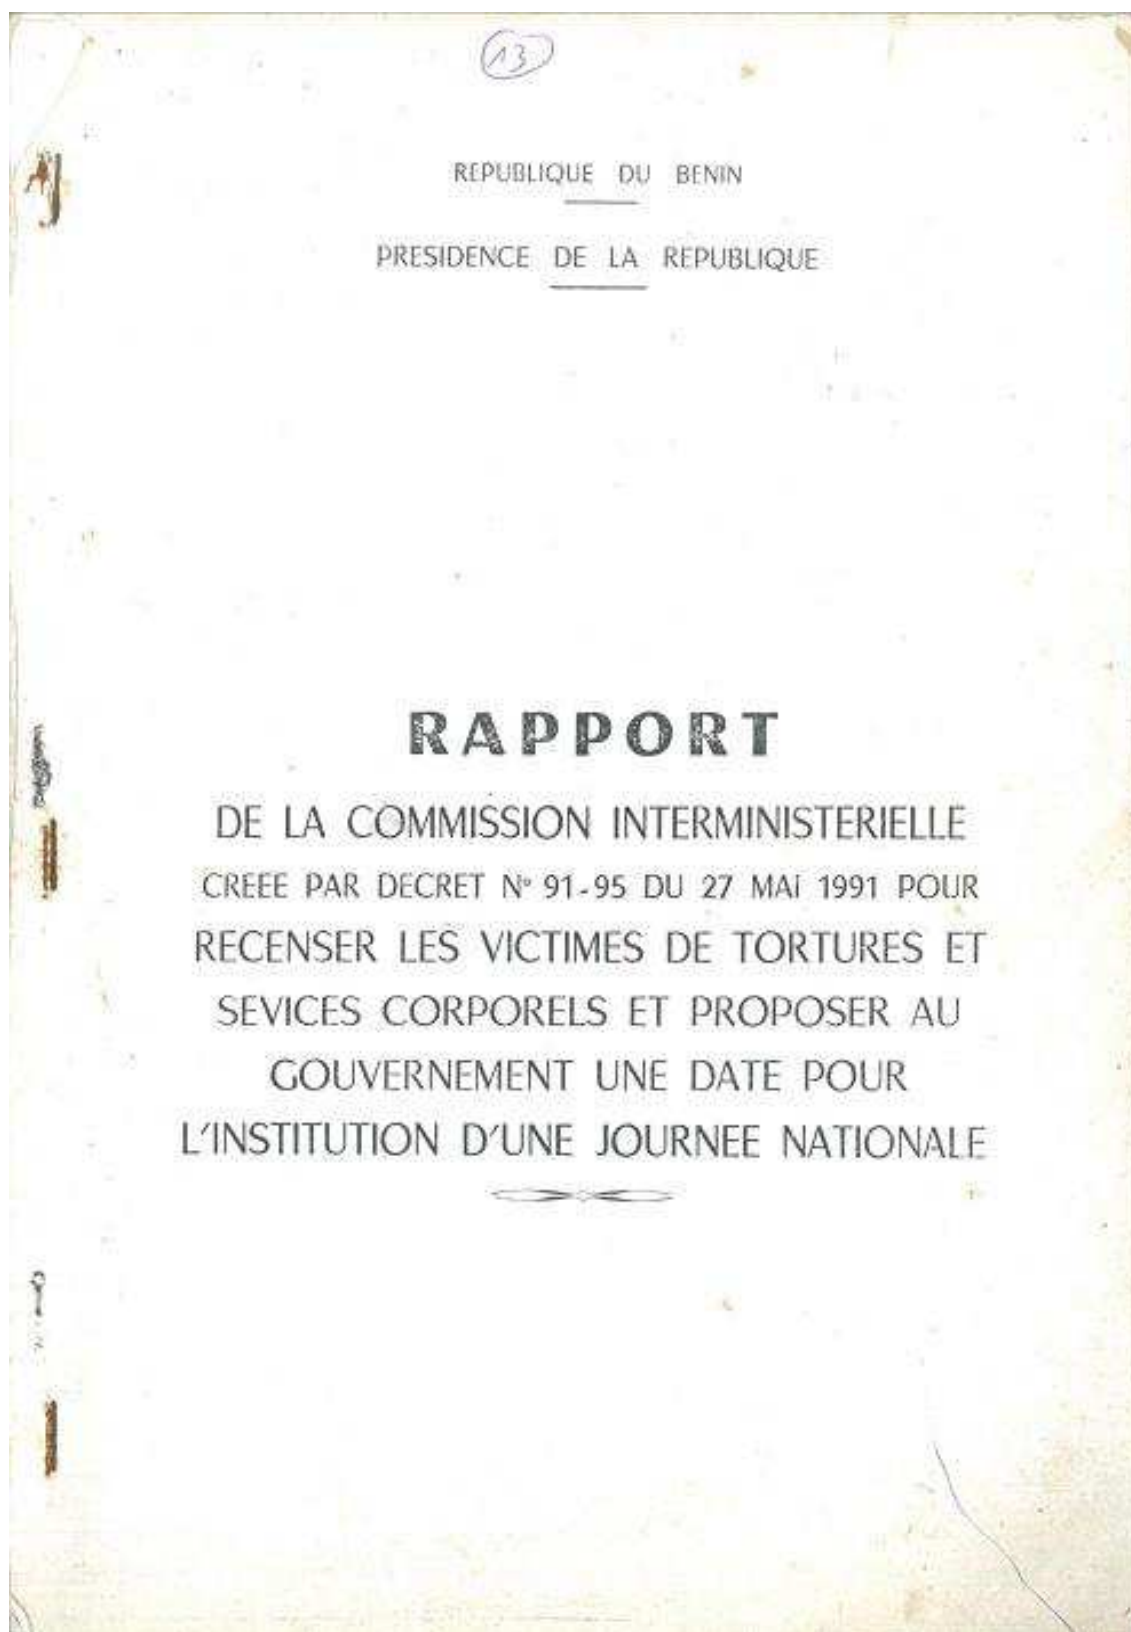 13
REPUBLIQUE DU BENIN
PRESIDENCE DE LA REPUBLIQUE
RAPPORT
DE LA COMMISSION INTERMINISTERIELLE
CREEE PAR DECRET N° 91-95 DU 27 MAI 1991 POUR
RECENSER LES VICTIMES DE TORTURES ET
SEVICES CORPORELS ET PROPOSER AU
GOUVERNEMENT UNE DATE POUR
L'INSTITUTION D'UNE JOURNEE NATIONALE